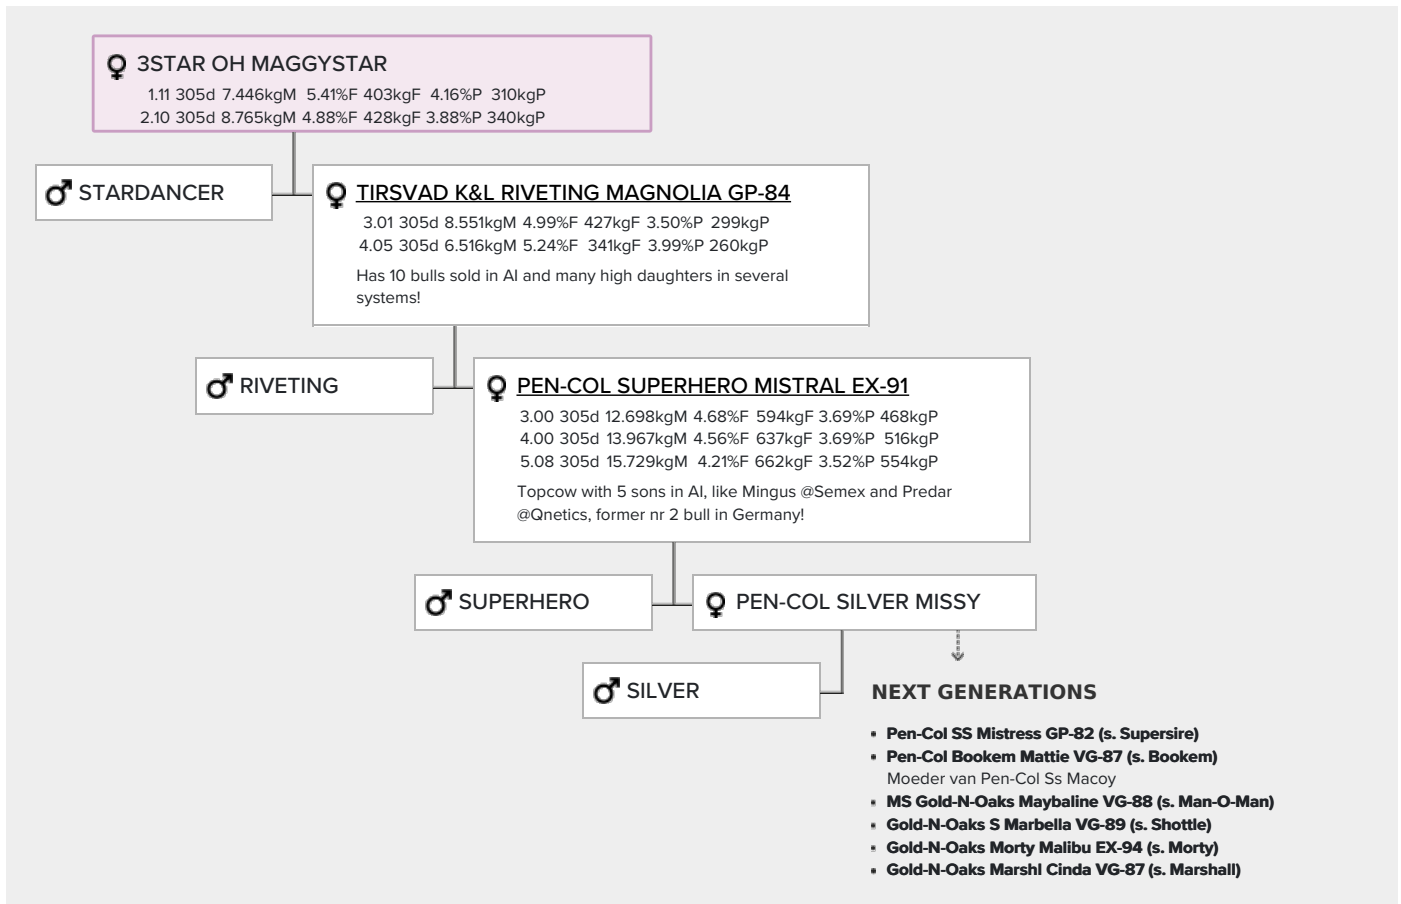 3STAR OH MAGGYSTAR
1.11 305d 7.446kgM 5.41%F 403kgF 4.16%P 310kgP
2.10 305d 8.765kgM 4.88%F 428kgF 3.88%P 340kgP
STARDANCER
TIRSVAD K&L RIVETING MAGNOLIA GP-84
3.01 305d 8.551kgM 4.99%F 427kgF 3.50%P 299kgP
4.05 305d 6.516kgM 5.24%F 341kgF 3.99%P 260kgP
Has 10 bulls sold in AI and many high daughters in several
systems!
RIVETING
PEN-COL SUPERHERO MISTRAL EX-91
3.00 305d 12.698kgM 4.68%F 594kgF 3.69%P 468kgP
4.00 305d 13.967kgM 4.56%F 637kgF 3.69%P 516kgP
5.08 305d 15.729kgM 4.21%F 662kgF 3.52%P 554kgP
Topcow with 5 sons in AI, like Mingus @Semex and Predar
@Qnetics, former nr 2 bull in Germany!
SUPERHERO
PEN-COL SILVER MISSY
SILVER
NEXT GENERATIONS
Pen-Col SS Mistress GP-82 (s. Supersire)
Pen-Col Bookem Mattie VG-87 (s. Bookem)
Moeder van Pen-Col Ss Macoy
MS Gold-N-Oaks Maybaline VG-88 (s. Man-O-Man)
Gold-N-Oaks S Marbella VG-89 (s. Shottle)
Gold-N-Oaks Morty Malibu EX-94 (s. Morty)
Gold-N-Oaks Marshl Cinda VG-87 (s. Marshall)